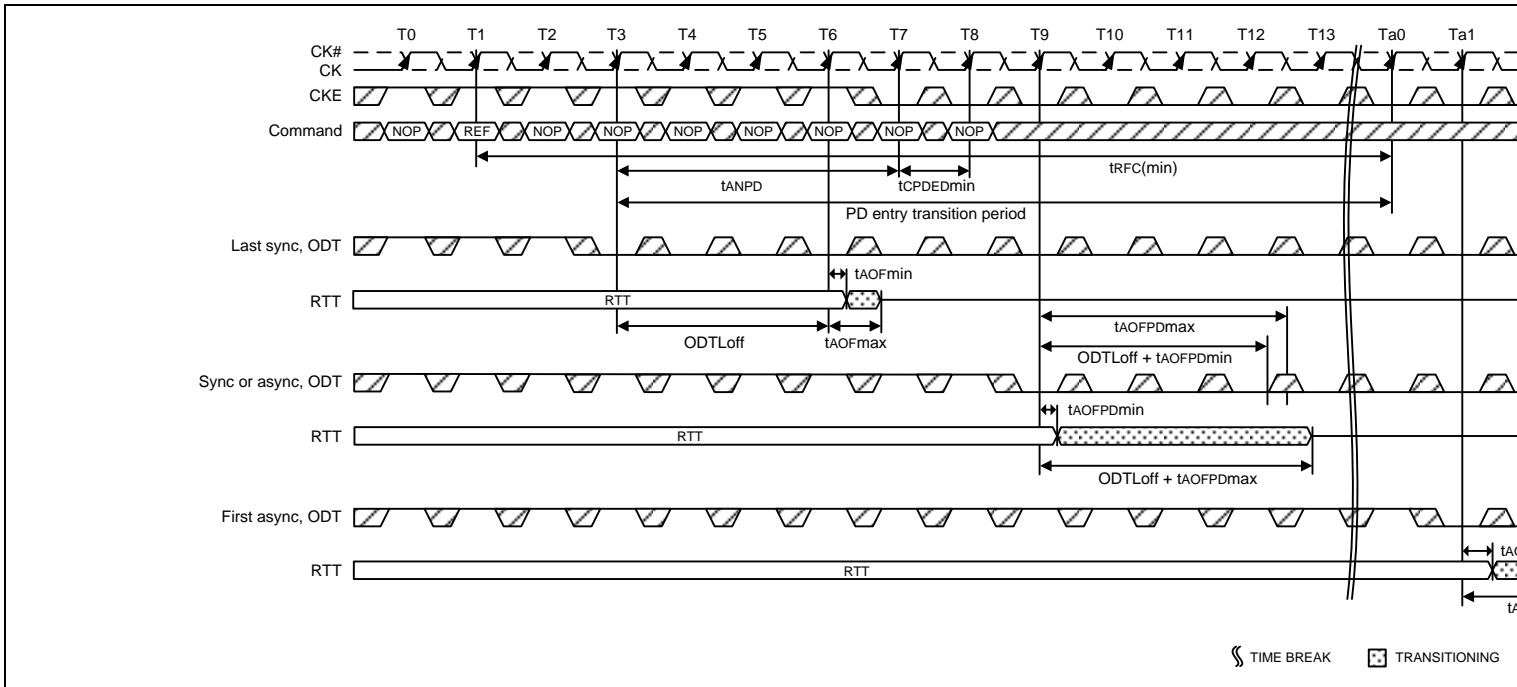 T0 T1 T2 T3 T4 T5 T6 T7 T8 T9 T10 T11 T12 T13 Ta0 Ta1
CK#
CK
CKE
Command NOP REF NOP NOP NOP NOP NOP NOP NOP
tRFC(min)
tANPD tCPDEDmin
PD entry transition period
Last sync, ODT
tAOFmin
RTT RTT
tAOFPDmax
ODTLoff tAOFmax
ODTLoff + tAOFPDmin
Sync or async, ODT
tAOFPDmin
RTT RTT
ODTLoff + tAOFPDmax
First async, ODT
RTT RTT
TIME BREAK TRANSITIONING